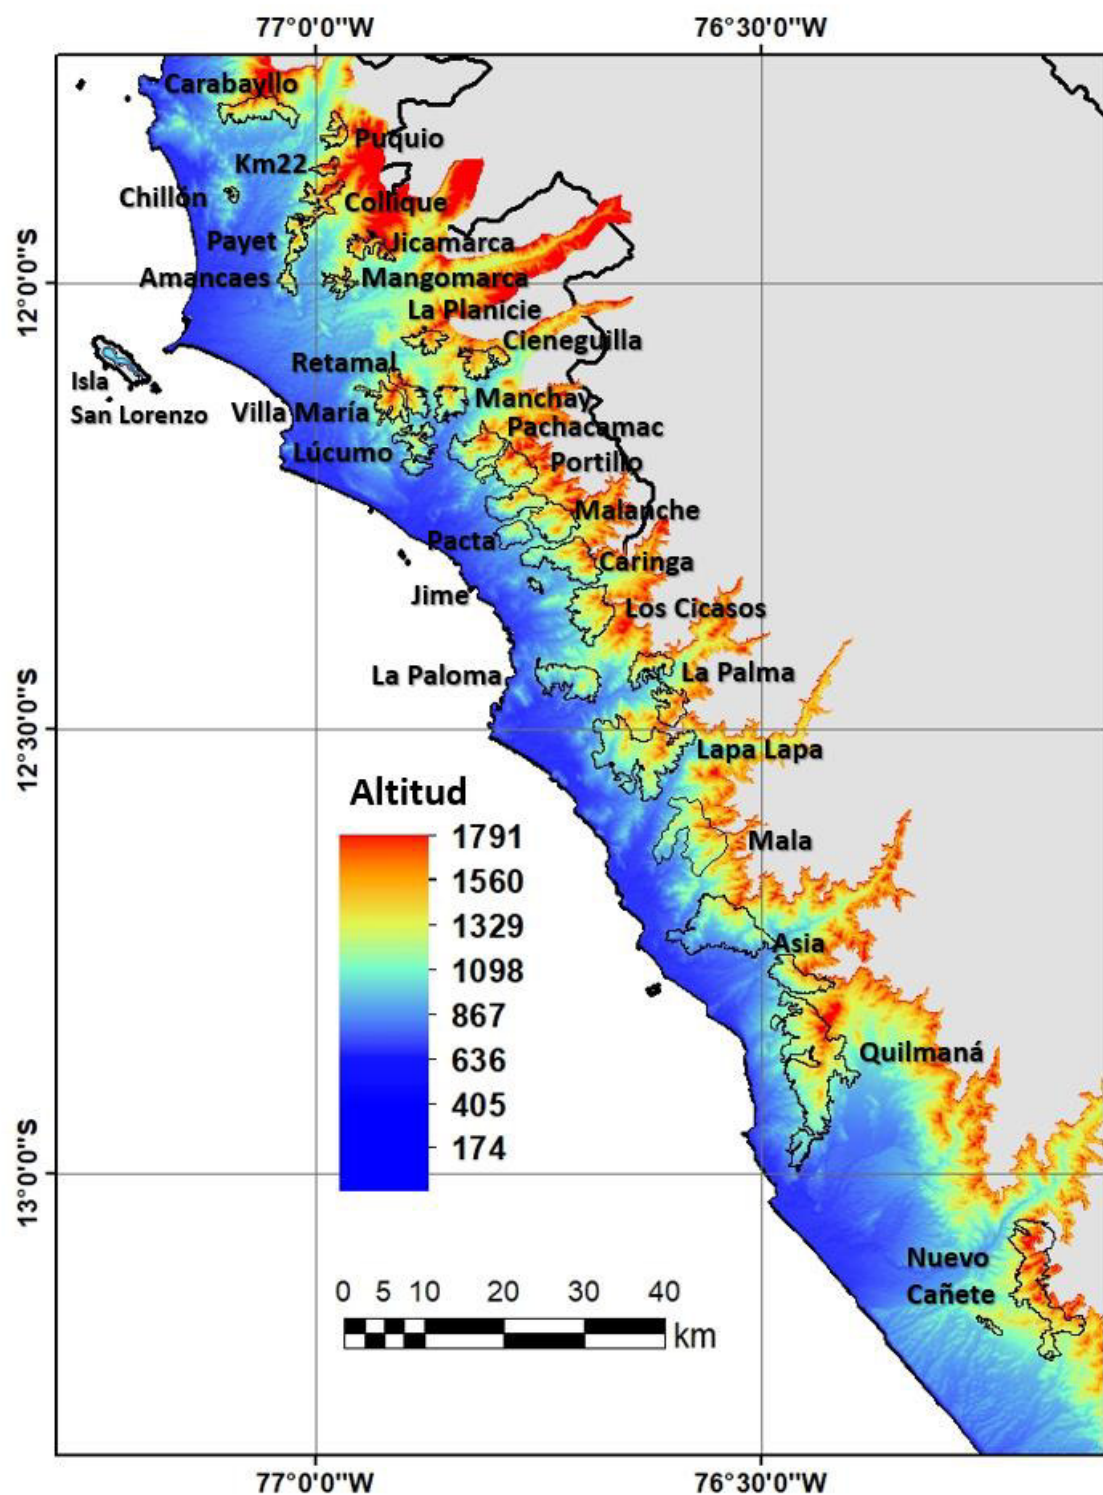 77°0'0"W
76°30'0"W
Carabayllo
Puquio
Km22
Chillón
Collique
Payet
Jicamarca
Amancaes
Mangomarca
12°0'0"S
La Planicie
Cieneguilla
Retamal
Isla
San Lorenzo
Manchay
Villa María
Pachacamac
Lúcumo
Portillo
Malanche
Pacta
Caringa
Jime
Los Cicasos
La Paloma
La Palma
12°30'0"S
Lapa Lapa
Altitud
1791
1560
1329
1098
867
636
405
174
Mala
Asia
Quilmaná
13°0'0"S
Nuevo
Cañete
0 5 10 20 30 40
km
77°0'0"W
76°30'0"W